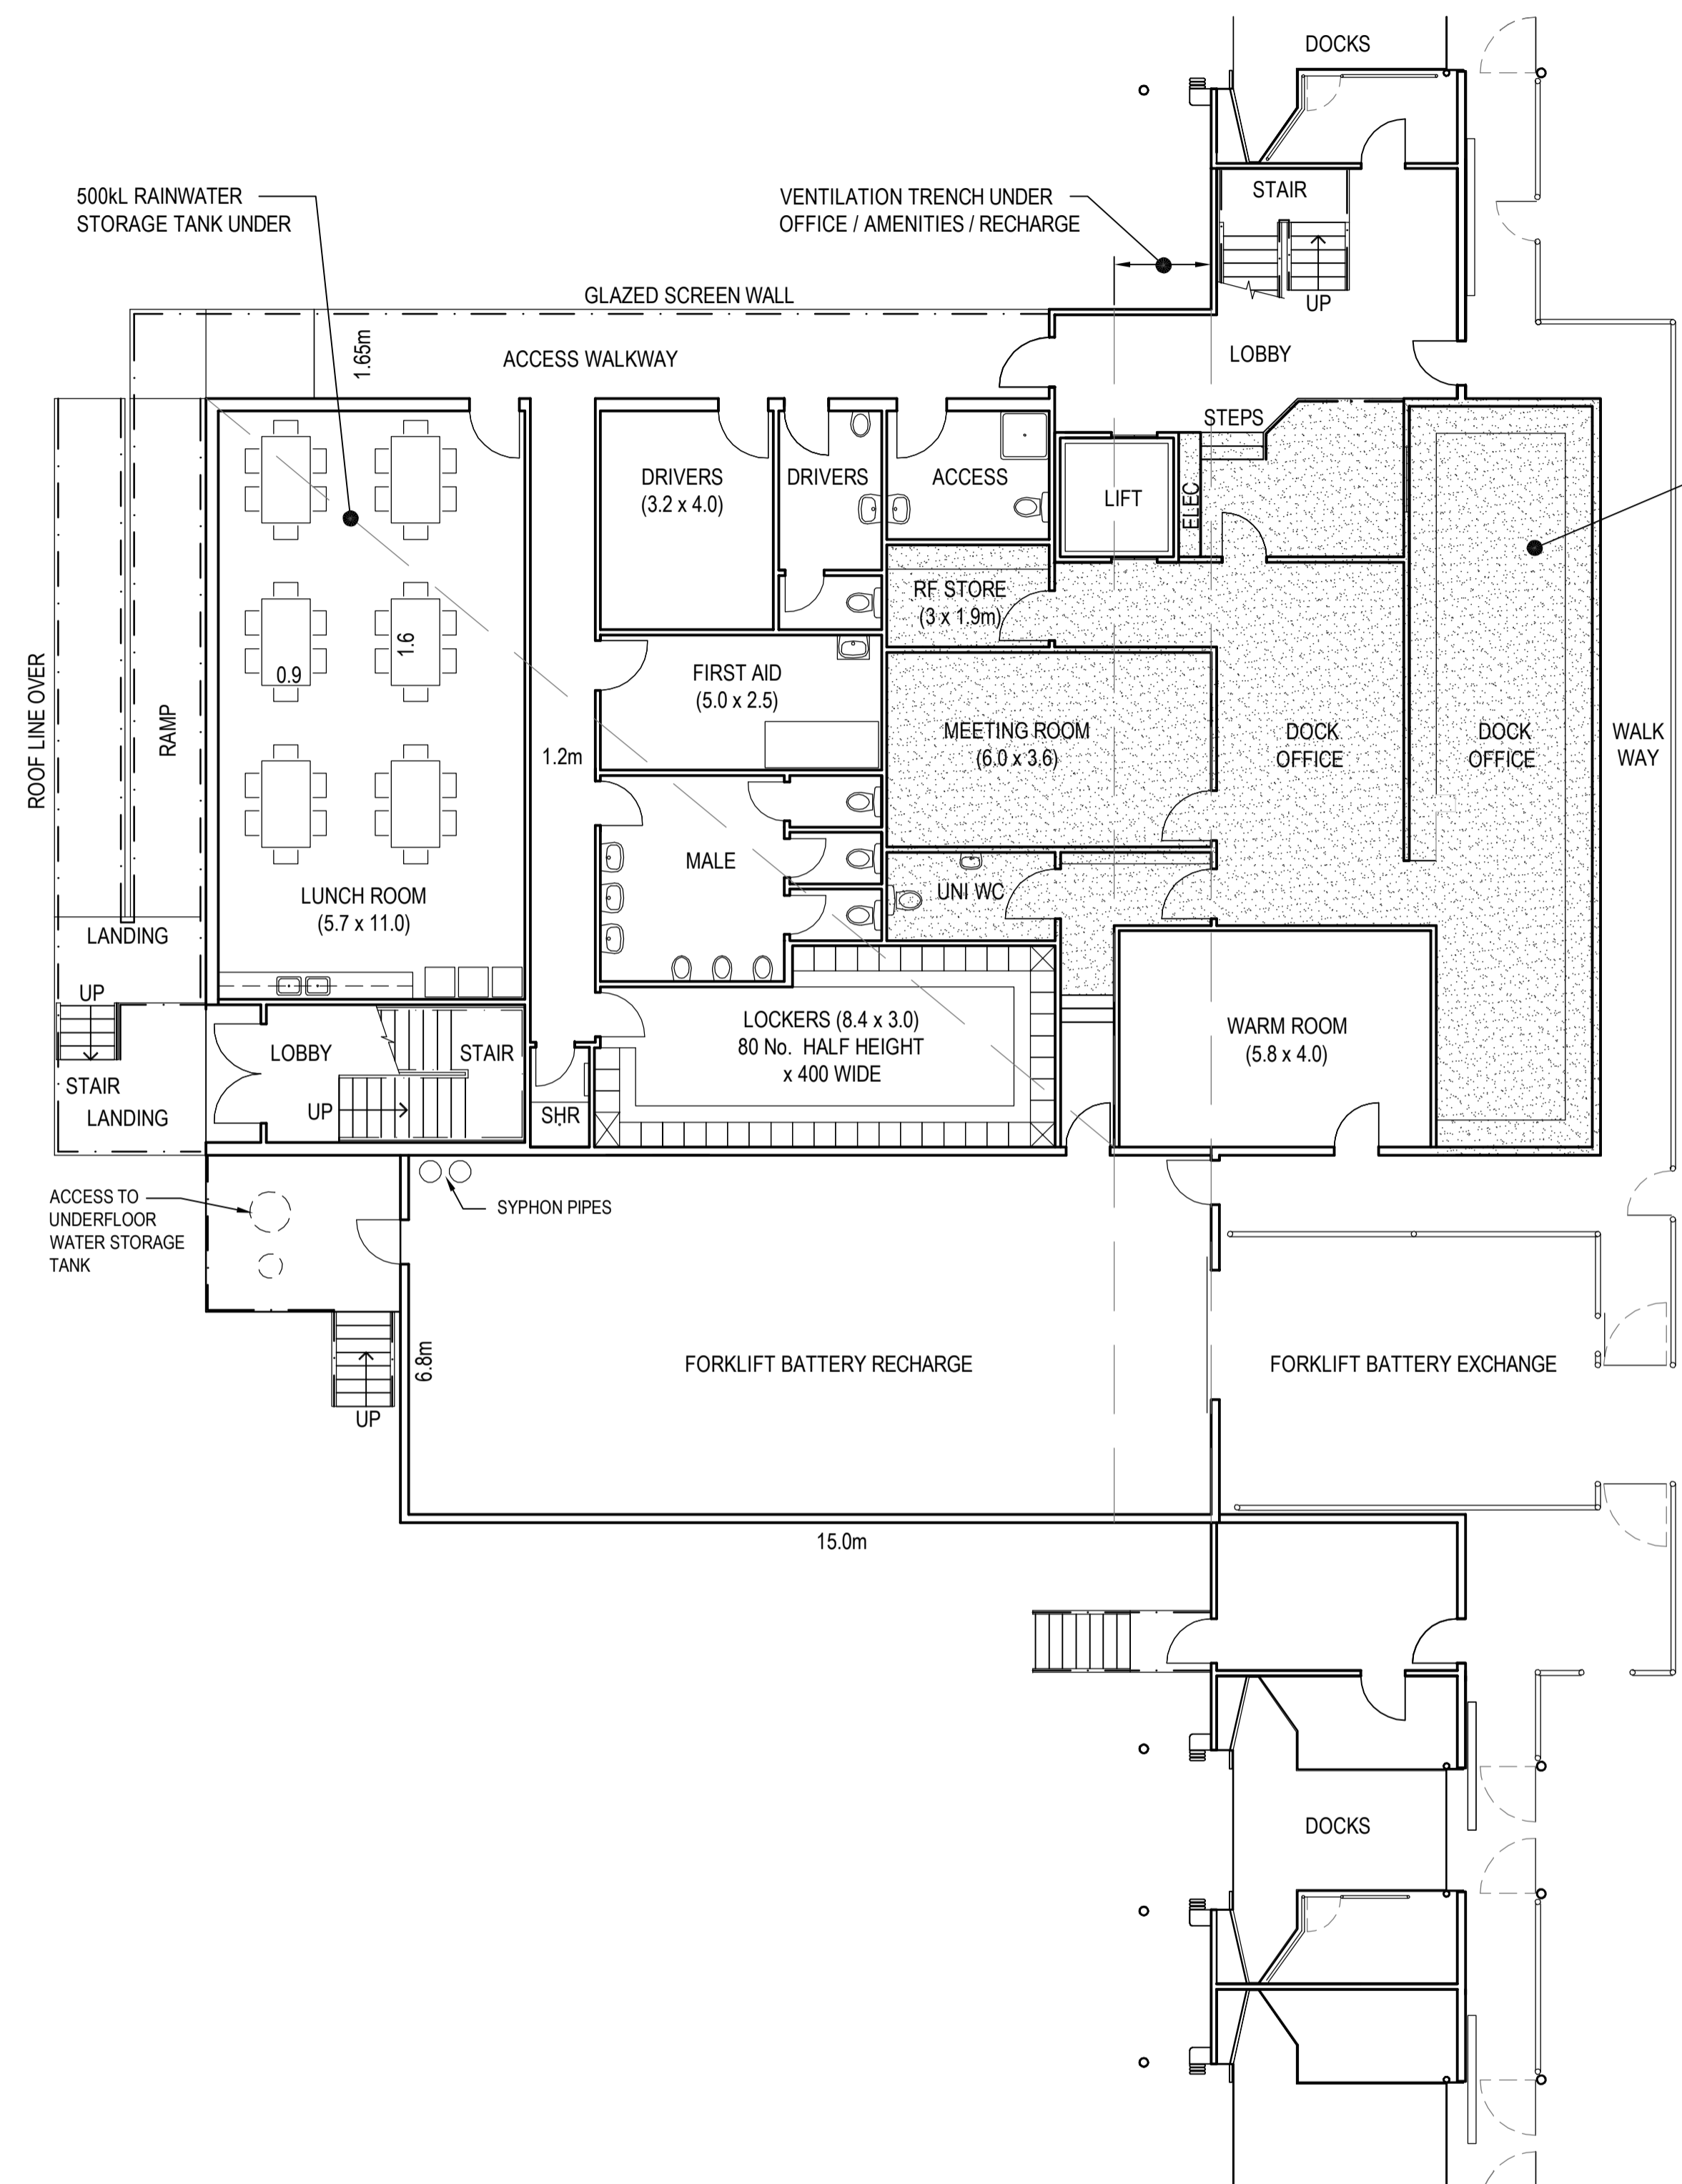 DOCKS
500kL RAINWATER
STORAGE TANK UNDER
VENTILATION TRENCH UNDER
OFFICE / AMENITIES / RECHARGE
STAIR
UP
GLAZED SCREEN WALL
1.65m
ACCESS WALKWAY
LOBBY
STEPS
DRIVERS
(3.2 x 4.0)
DRIVERS
ACCESS
LIFT
ELEC
RF STORE
(3 x 1.9m)
ROOF LINE OVER
RAMP
0.9
1.6
FIRST AID
(5.0 x 2.5)
1.2m
MEETING ROOM
(6.0 x 3.6)
DOCK
OFFICE
DOCK
OFFICE
WALK
WAY
MALE
UNI WC
LUNCH ROOM
(5.7 x 11.0)
LANDING
UP
STAIR
LANDING
LOBBY
STAIR
UP
SHR
LOCKERS (8.4 x 3.0)
80 No. HALF HEIGHT
x 400 WIDE
WARM ROOM
(5.8 x 4.0)
ACCESS TO
UNDERFLOOR
WATER STORAGE
TANK
SYPHON PIPES
UP
6.8m
FORKLIFT BATTERY RECHARGE
FORKLIFT BATTERY EXCHANGE
15.0m
DOCKS